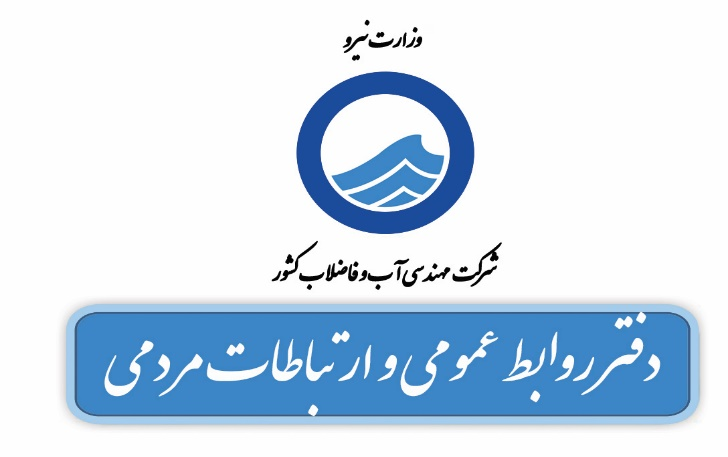 وزارت نیرو
شرکت مهندسی آب و فاضلاب کشور
دفتر روابط عمومی و ارتباطات مردمی